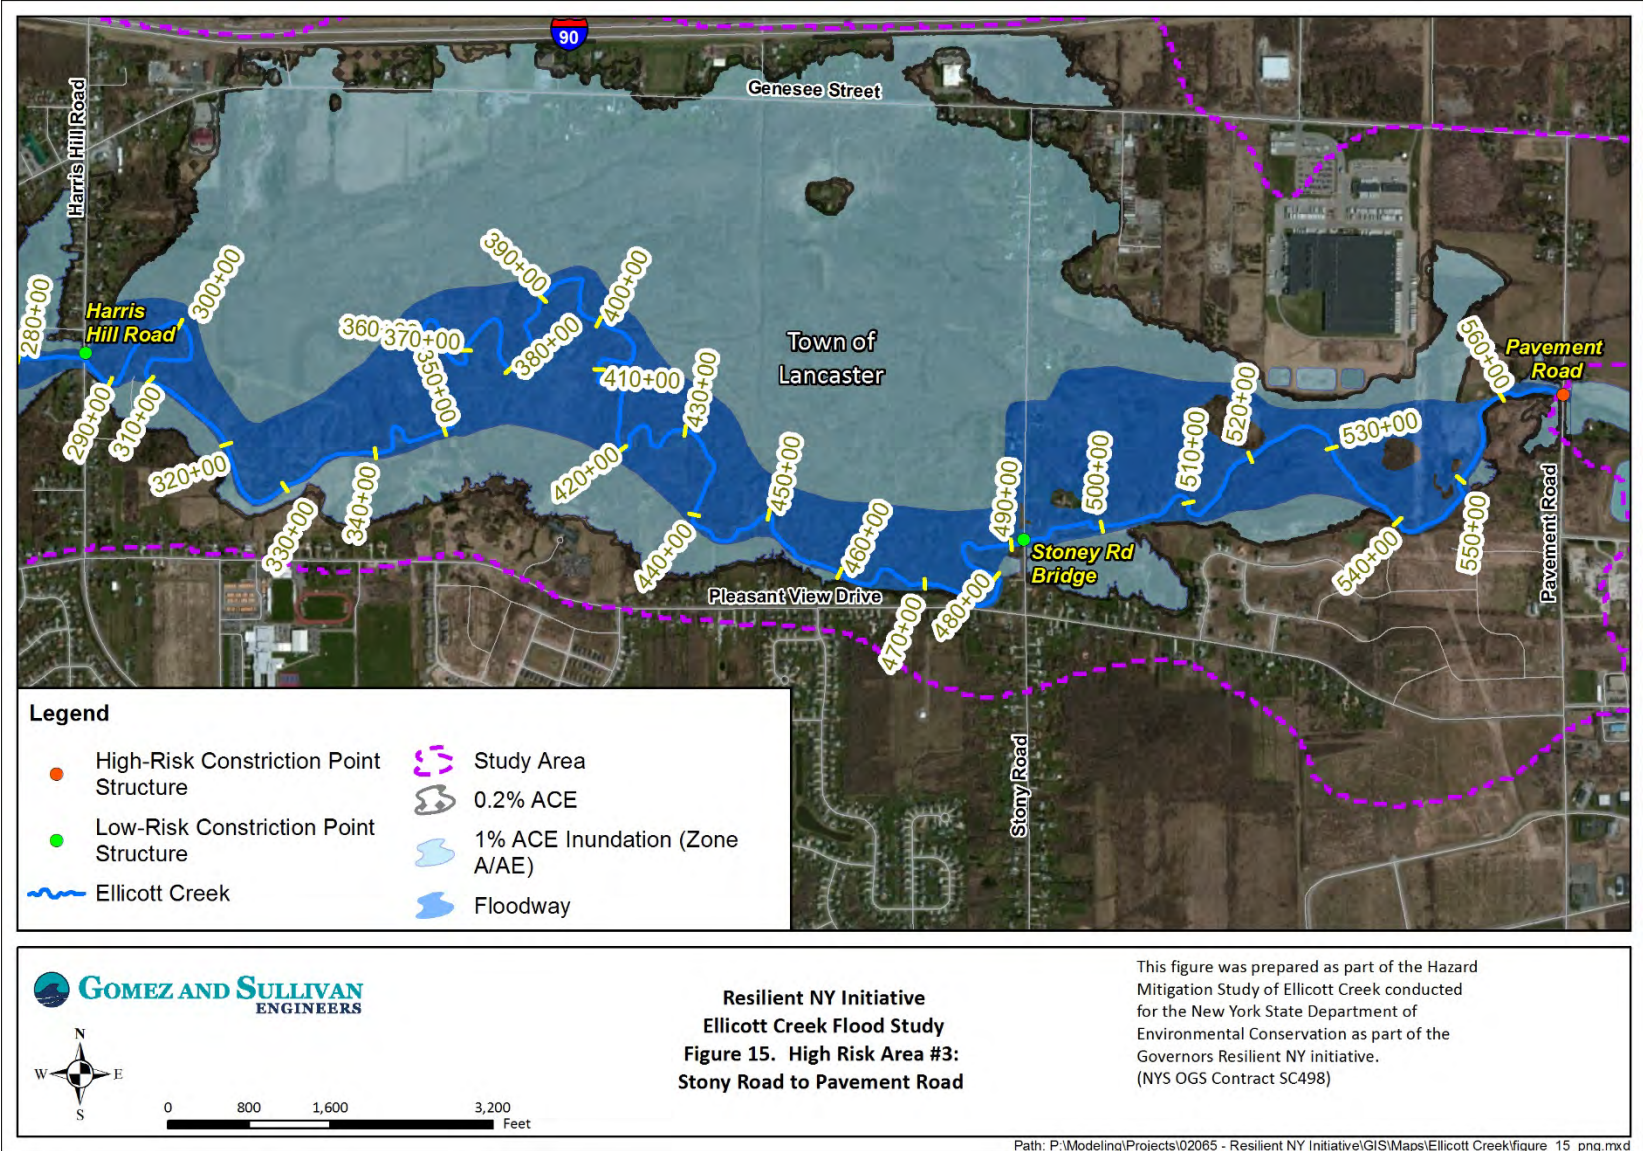 90
Genesee Street
Harris Hill Road
280+00
Harris
Hill Road
290+00
300+00
310+00
320+00
330+00
340+00
350+00
370+00
380+00
390+00
400+00
410+00
420+00
430+00
440+00
450+00
460+00
470+00
480+00
490+00
500+00
510+00
520+00
530+00
540+00
550+00
560+00
Town of
Lancaster
Pavement
Road
Pavement Road
Stoney Rd
Bridge
Pleasant View Drive
Stony Road
Legend
High-Risk Constriction Point
Structure
Low-Risk Constriction Point
Structure
Ellicott Creek
Study Area
0.2% ACE
1% ACE Inundation (Zone
A/AE)
Floodway
GOMEZ AND SULLIVAN
ENGINEERS
N
W E
S
0 800 1,600 3,200
Feet
Resilient NY Initiative
Ellicott Creek Flood Study
Figure 15. High Risk Area #3:
Stony Road to Pavement Road
This figure was prepared as part of the Hazard
Mitigation Study of Ellicott Creek conducted
for the New York State Department of
Environmental Conservation as part of the
Governors Resilient NY initiative.
(NYS OGS Contract SC498)
Path: P:\Modeling\Projects\02065 - Resilient NY Initiative\GIS\Maps\Ellicott Creek\figure_15_png.mxd